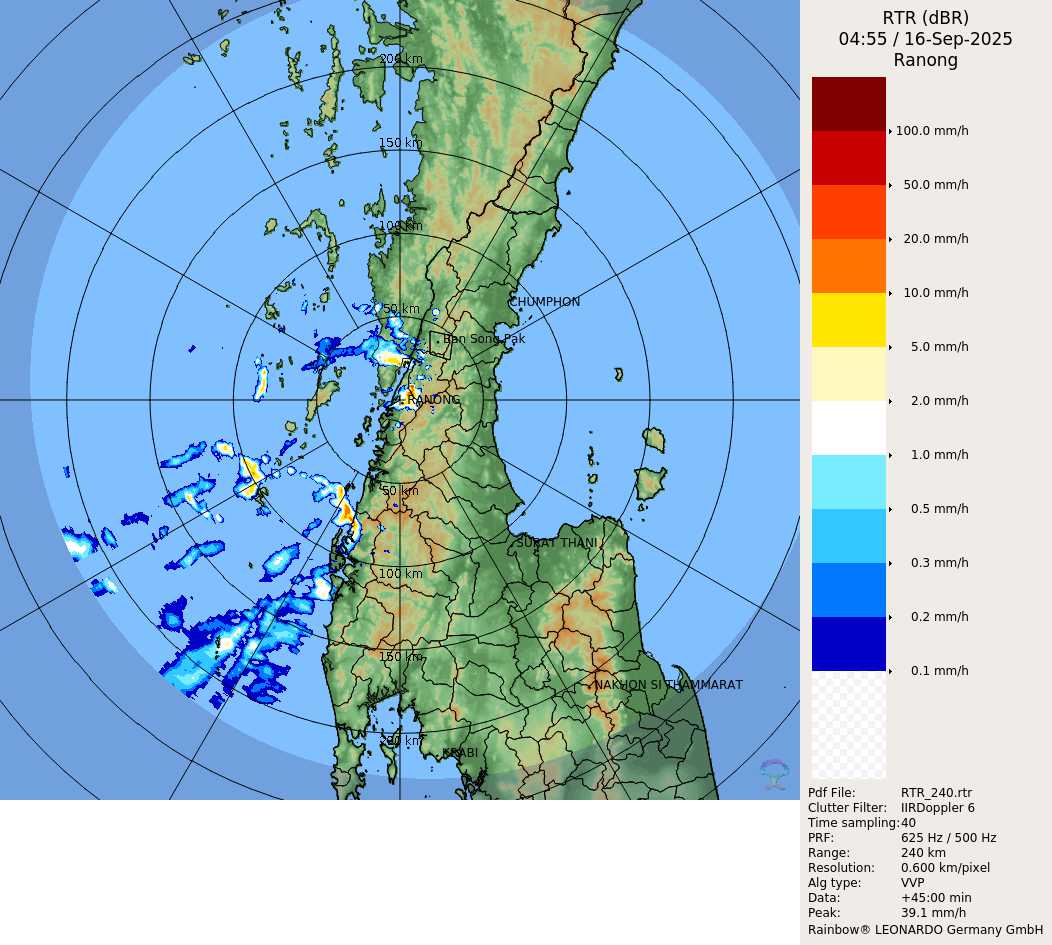 RTR (dBR)
04:55 / 16-Sep-2025
Ranong
200 km
150 km
100 km
50 km
CHUMPHON
Ban Song Pak
RANONG
50 km
SURAT THANI
100 km
150 km
NAKHON SI THAMMARAT
200 km
KRABI
100.0 mm/h
50.0 mm/h
20.0 mm/h
10.0 mm/h
5.0 mm/h
2.0 mm/h
1.0 mm/h
0.5 mm/h
0.3 mm/h
0.2 mm/h
0.1 mm/h
Pdf File: RTR_240.rtr
Clutter Filter: IIRDoppler 6
Time sampling:40
PRF: 625 Hz / 500 Hz
Range: 240 km
Resolution: 0.600 km/pixel
Alg type: VVP
Data: +45:00 min
Peak: 39.1 mm/h
Rainbow® LEONARDO Germany GmbH